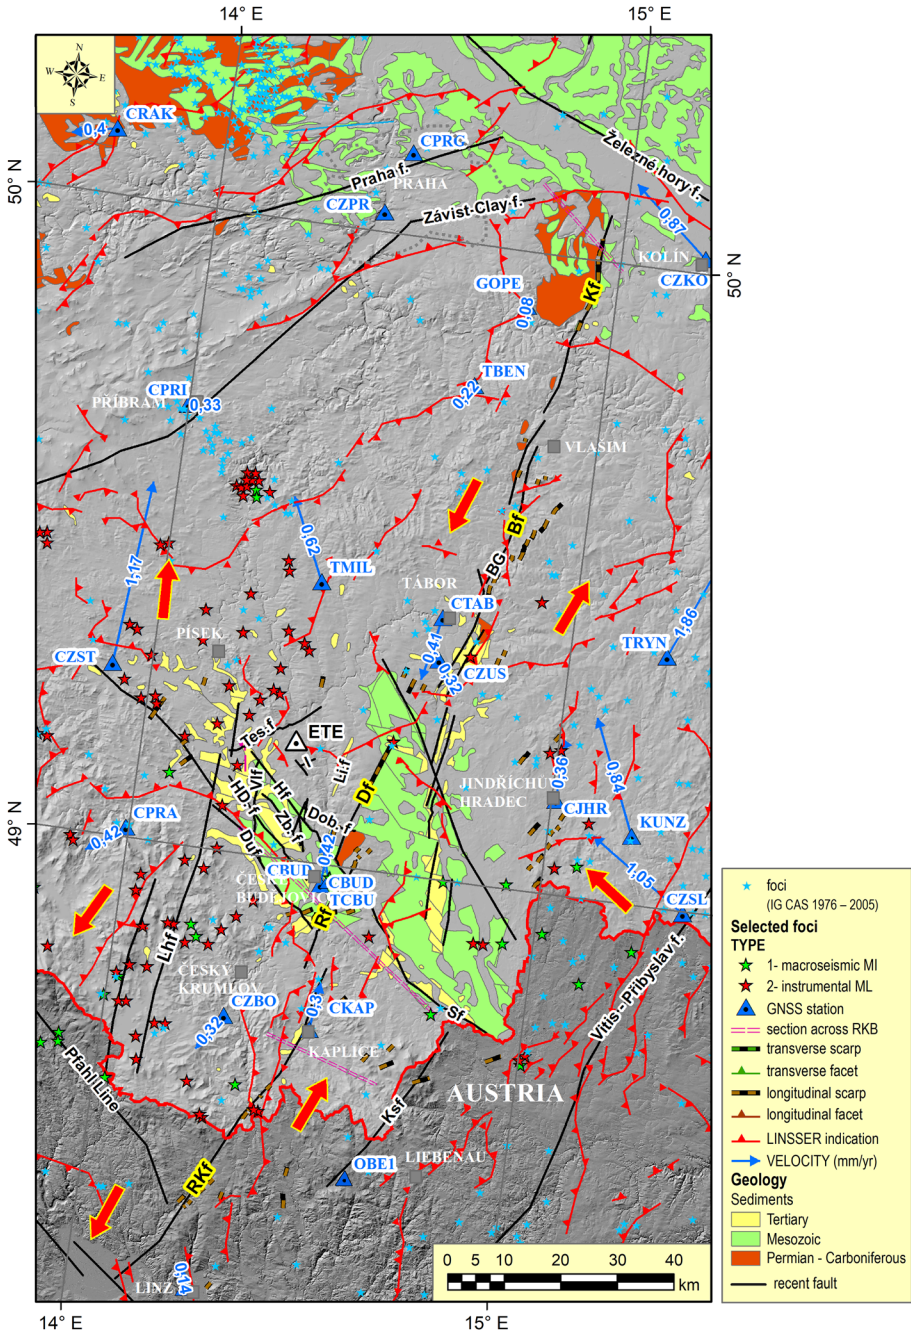 14° E
15° E
N
W
E
S
CRAK
0,4
CPRG
Praha f.
PRAHA
Železné hory f.
50° N
CZPR
Závist-Clay f.
0,87
KOLÍN
CZKO
50° N
GOPE
Kf
0,08
TBEN
0,22
CPRI
PŘÍBRAM
0,33
VLAŠIM
Bf
0,62
1,17
BG
TMIL
TÁBOR
CTAB
PÍSEK
CZST
0,41
0,32
CZUS
TRYN
1,86
Tes.f
ETE
Li.f
Vlf
Hf
HD-f
Zb.f
Dob.f
Df
JINDŘICHŮV
HRADEC
0,36
0,84
CJHR
KUNZ
49° N
CPRA
0,42
Duf
0,42
CBUD
CBUD
TCBU
1,05
CZSL
49° N
Rf
Lhf
ČESKÝ
KRUMLOV
CZBO
0,32
0,3
CKAP
KAPLICE
Sf
Vitis - Pribyslav f.
Pfahl Line
AUSTRIA
Ksf
LIEBENAU
OBE1
RKf
0,14
LINZ
0 5 10 20 30 40
km
14° E
15° E
foci
(IG CAS 1976 – 2005)
Selected foci
TYPE
1- macroseismic MI
2- instrumental ML
GNSS station
section across RKB
transverse scarp
transverse facet
longitudinal scarp
longitudinal facet
LINSSER indication
VELOCITY (mm/yr)
Geology
Sediments
Tertiary
Mesozoic
Permian - Carboniferous
recent fault